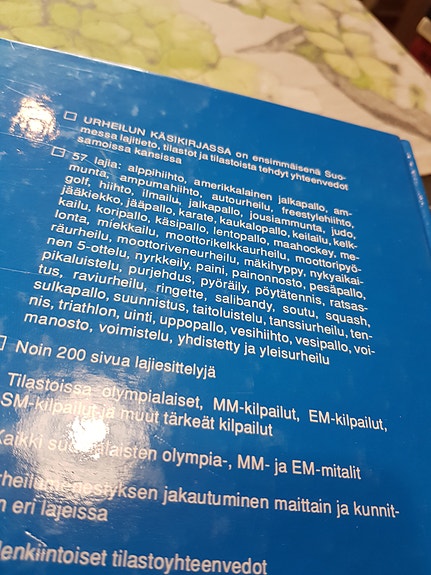 ☐ URHEILUN KÄSIKIRJASSA on ensimmäisenä Suo-
messa lajitieto, tilastot ja tilastoista tehdyt yhteenvedot
samoissa kansissa
☐ 57 lajia: alppihiihto, amerikkalainen jalkapallo, am-
munta, ampumahiihto, autourheilu, freestylehiihto,
golf, hiihto, ilmailu, jalkapallo, jousiammunta, judo,
jääkiekko, jääpallo, karate, kaukalopallo, keilailu, kelk-
kailu, koripallo, käsipallo, lentopallo, maahockey, me-
lonta, miekkailu, moottorikelkkaurheilu, moottoripyö-
räurheilu, moottoriveneurheilu, mäkihyppy, nykyaikai-
nen 5-ottelu, nyrkkeily, paini, painonnosto, pesäpallo,
pikaluistelu, purjehdus, pyöräily, pöytätennis, ratsas-
tus, raviurheilu, ringette, salibandy, soutu, squash,
sulkapallo, suunnistus, taitoluistelu, tanssiurheilu, ten-
nis, triathlon, uinti, uppopallo, vesihiihto, vesipallo, voi-
manosto, voimistelu, yhdistetty ja yleisurheilu
☐ Noin 200 sivua lajiesittelyjä
Tilastoissa olympialaiset, MM-kilpailut, EM-kilpailut,
SM-kilpailut ja muut tärkeät kilpailut
Kaikki suomalaisten olympia-, MM- ja EM-mitalit
rheilumenestyksen jakautuminen maittain ja kunnit-
n eri lajeissa
lenkiintoiset tilastoyhteenvedot